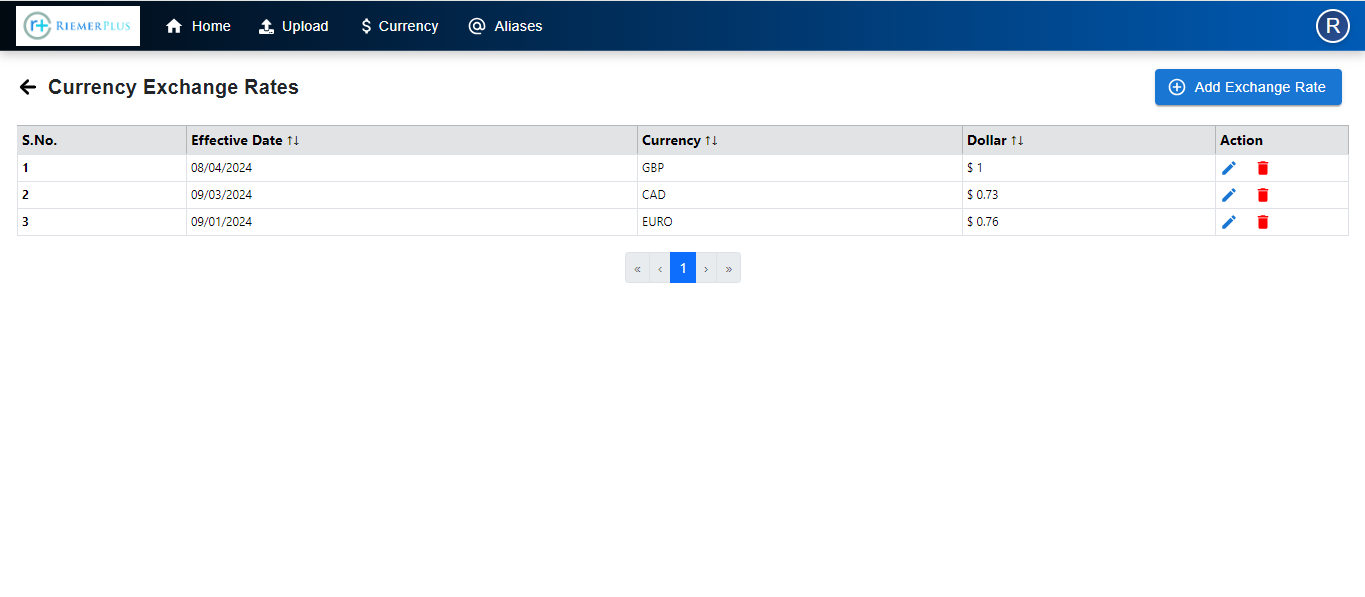 r+ RIEMERPLUS Home Upload $ Currency @ Aliases R
← Currency Exchange Rates Add Exchange Rate
S.No. Effective Date ↑↓ Currency ↑↓ Dollar ↑↓ Action
1 08/04/2024 GBP $ 1
2 09/03/2024 CAD $ 0.73
3 09/01/2024 EURO $ 0.76
« ‹ 1 › »